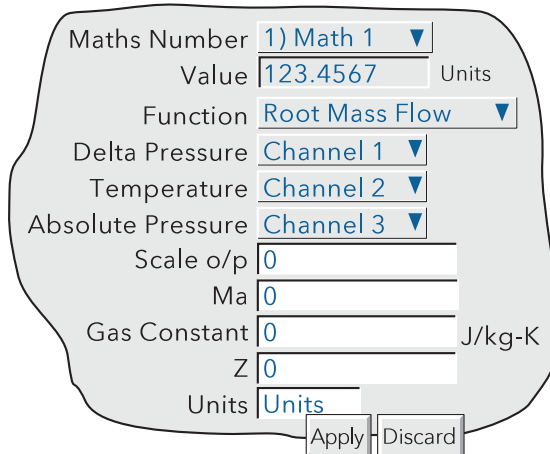 Maths Number 1) Math 1
Value 123.4567 Units
Function Root Mass Flow
Delta Pressure Channel 1
Temperature Channel 2
Absolute Pressure Channel 3
Scale o/p 0
Ma 0
Gas Constant 0 J/kg-K
Z 0
Units Units
Apply Discard